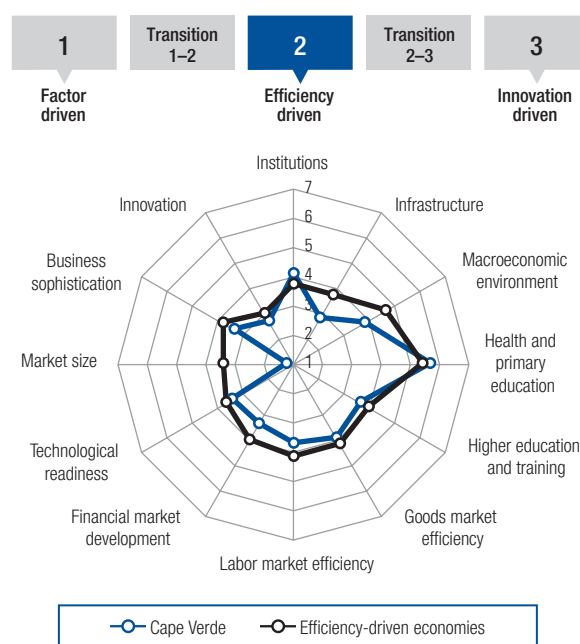 1
Transition
1–2
2
Transition
2–3
3
Factor
driven
Efficiency
driven
Innovation
driven
Institutions
7
Innovation
Infrastructure
6
5
Business
sophistication
Macroeconomic
environment
4
3
2
Market size
1
Health and
primary
education
Technological
readiness
Higher education
and training
Financial market
development
Goods market
efficiency
Labor market efficiency
Cape Verde
Efficiency-driven economies